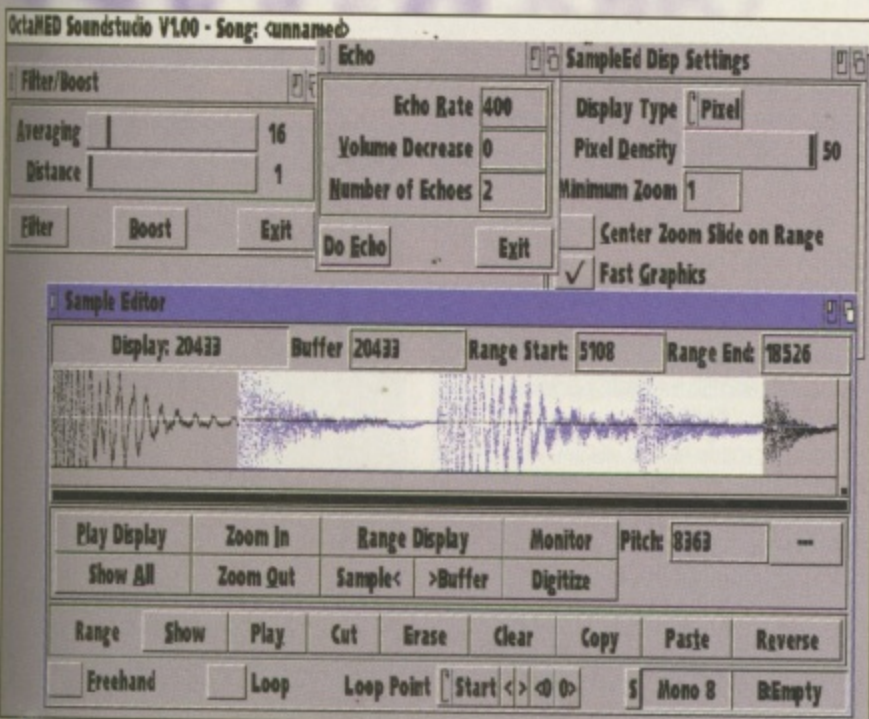 OctaMED Soundstudio V1.00 - Song: <unnamed>
Filter/Boost
Averaging 16
Distance 1
Filter Boost Exit
Echo
Echo Rate 400
Volume Decrease 0
Number of Echoes 2
Do Echo Exit
SampleEd Disp Settings
Display Type Pixel
Pixel Density 50
Minimum Zoom 1
Center Zoom Slide on Range
Fast Graphics
Sample Editor
Display: 20433 Buffer 20433 Range Start: 5108 Range End: 18526
Play Display Zoom In Range Display Monitor Pitch: 8363 ---
Show All Zoom Out Sample< >Buffer Digitize
Range Show Play Cut Erase Clear Copy Paste Reverse
Freehand Loop Loop Point Start < > <0 0> S Mono 8 B:Empty